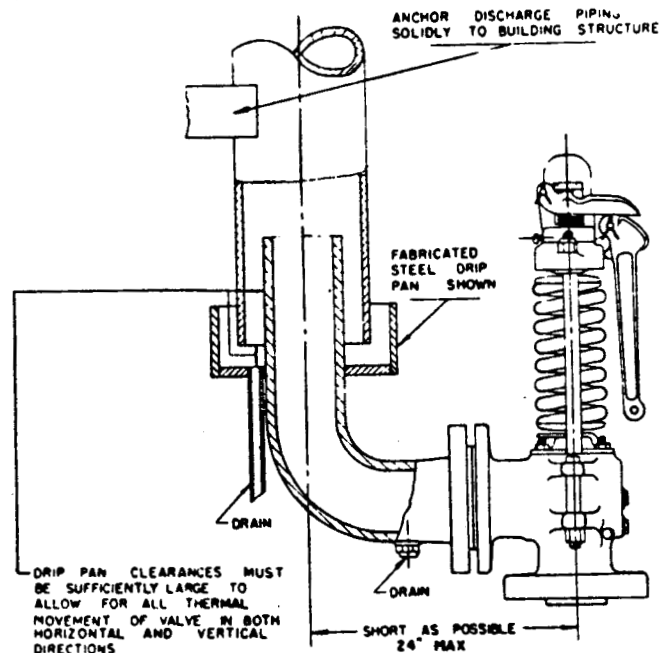 ANCHOR DISCHARGE PIPING
SOLIDLY TO BUILDING STRUCTURE
FABRICATED
STEEL DRIP
PAN SHOWN
DRAIN
DRIP PAN CLEARANCES MUST
BE SUFFICIENTLY LARGE TO
ALLOW FOR ALL THERMAL
MOVEMENT OF VALVE IN BOTH
HORIZONTAL AND VERTICAL
DIRECTIONS
DRAIN
SHORT AS POSSIBLE
24" MAX